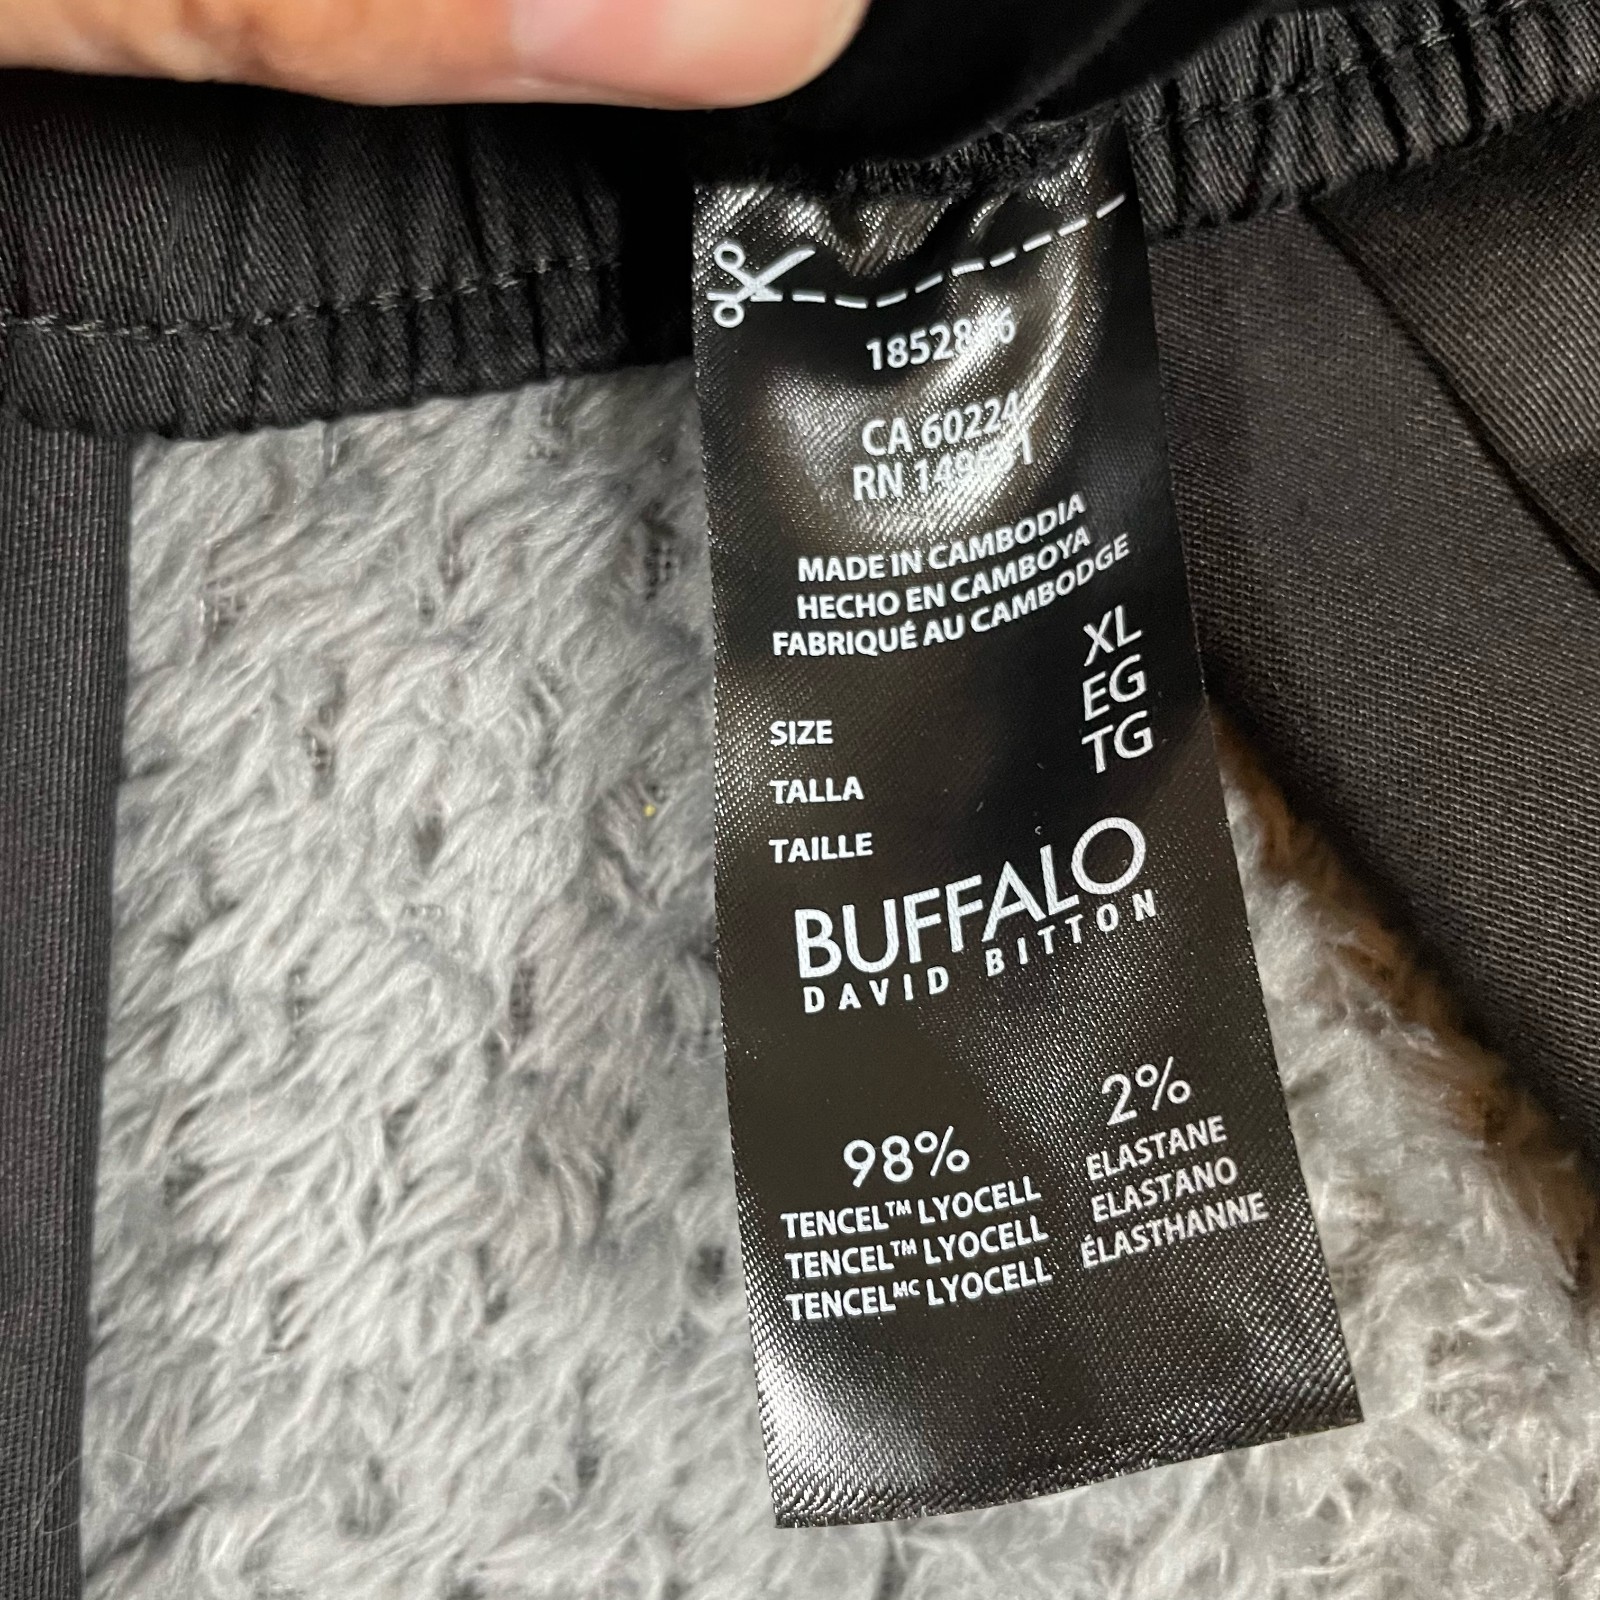 CA 60224
RN
MADE IN CAMBODIA
HECHO EN CAMBOYA
FABRIQUÉ AU CAMBODGE
SIZE
TALLA
TAILLE
XL
EG
TG
BUFFALO
DAVID BITTON
98%
TENCEL™ LYOCELL
TENCEL™ LYOCELL
TENCELᴹᶜ LYOCELL
2%
ELASTANE
ELASTANO
ÉLASTHANNE